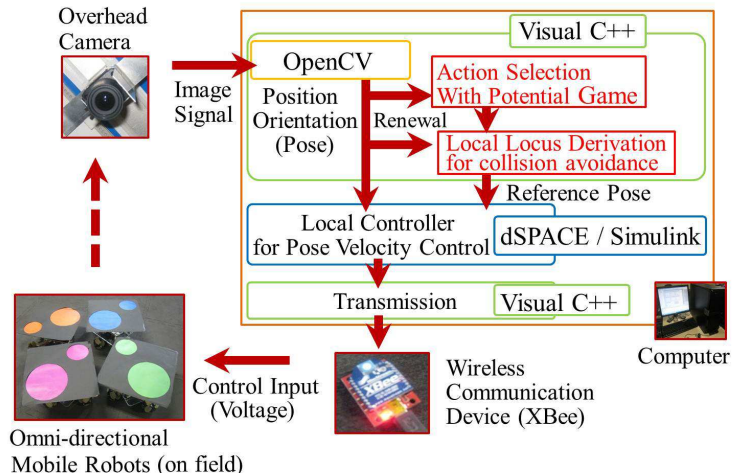 Overhead
Camera
Image
Signal
Visual C++
OpenCV
Position
Orientation
(Pose)
Renewal
Action Selection
With Potential Game
Local Locus Derivation
for collision avoidance
Reference Pose
Local Controller
for Pose Velocity Control
dSPACE / Simulink
Transmission
Visual C++
Computer
Control Input
(Voltage)
XBee
Wireless
Communication
Device (XBee)
Omni-directional
Mobile Robots (on field)